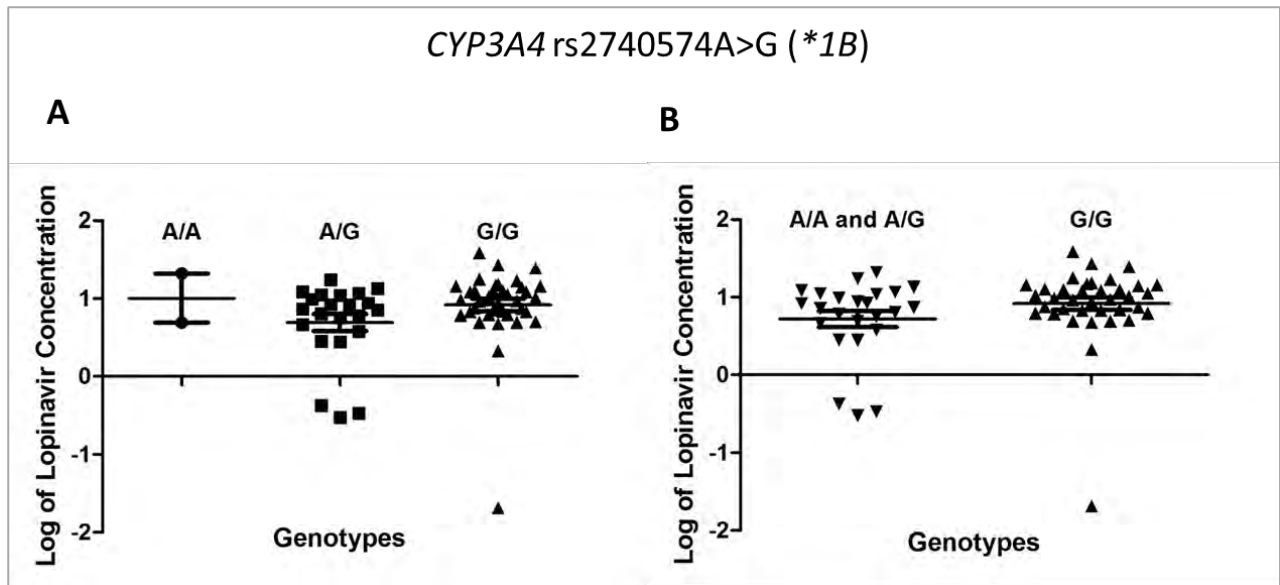 CYP3A4 rs2740574A>G (*1B)
A
Log of Lopinavir Concentration
2
1
0
-1
-2
A/A
A/G
G/G
Genotypes
B
Log of Lopinavir Concentration
2
1
0
-1
-2
A/A and A/G
G/G
Genotypes